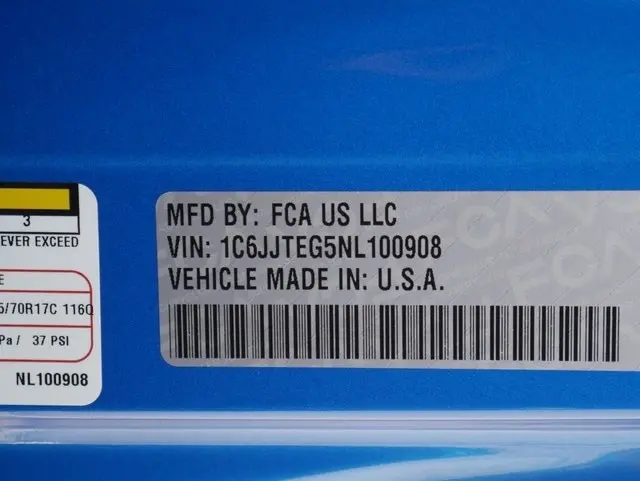 3
EVER EXCEED
E
5/70R17C 116Q
Pa / 37 PSI
NL100908
MFD BY: FCA US LLC
VIN: 1C6JJTEG5NL100908
VEHICLE MADE IN: U.S.A.